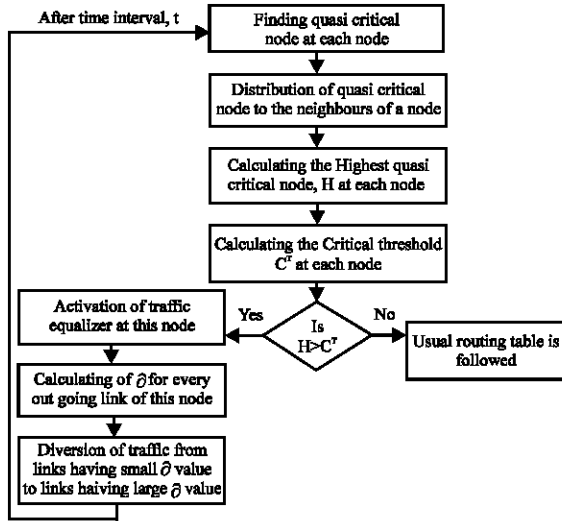 After time interval, t
Finding quasi critical
node at each node
Distribution of quasi critical
node to the neighbours of a node
Calculating the Highest quasi
critical node, H at each node
Calculating the Critical threshold
Cᵀ at each node
Is
H>Cᵀ
Yes
No
Activation of traffic
equalizer at this node
Usual routing table is
followed
Calculating of ∂ for every
out going link of this node
Diversion of traffic from
links having small ∂ value
to links haiving large ∂ value